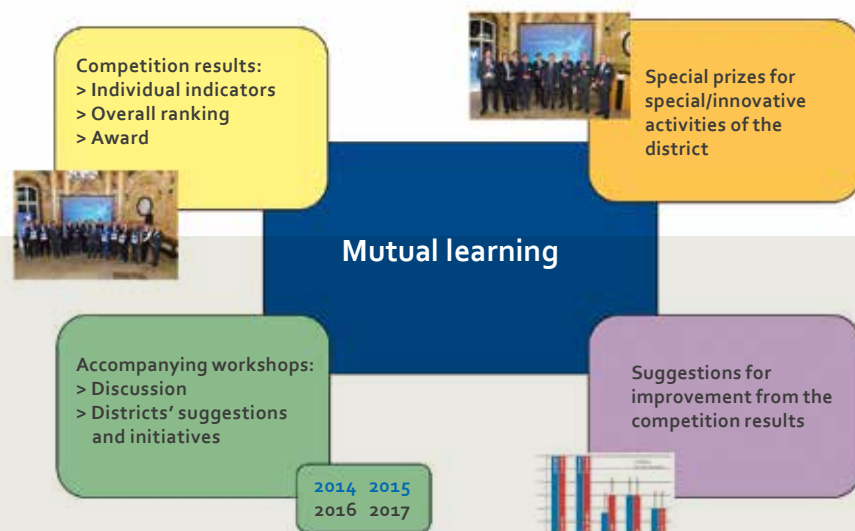 Competition results:
> Individual indicators
> Overall ranking
> Award
Special prizes for
special/innovative
activities of the
district
Mutual learning
Accompanying workshops:
> Discussion
> Districts’ suggestions
and initiatives
2014 2015
2016 2017
Suggestions for
improvement from the
competition results